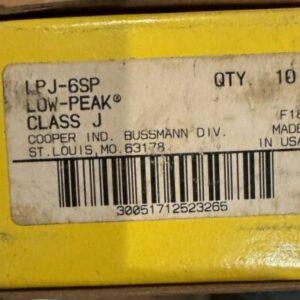 LPJ-6SP QTY. 10
LOW-PEAK®
CLASS J F18
COOPER IND. BUSSMANN DIV. MADE
ST. LOUIS, MO. 63178 IN USA
30051712523265